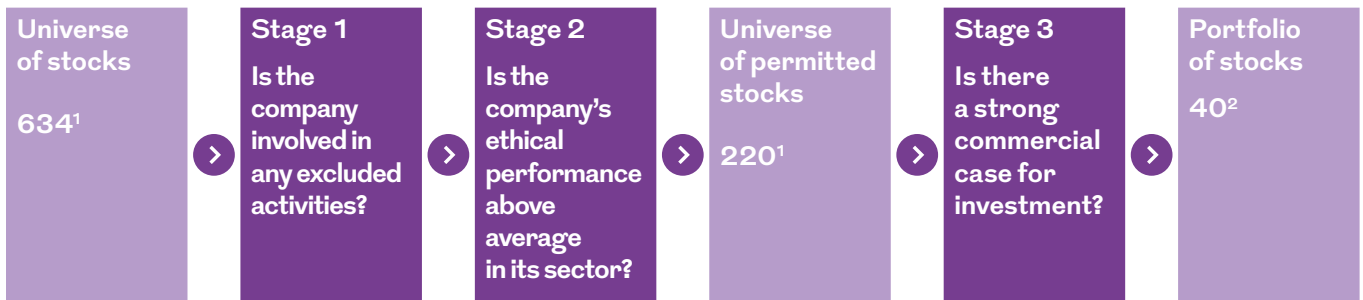 Universe
of stocks
634¹
Stage 1
Is the
company
involved in
any excluded
activities?
Stage 2
Is the
company’s
ethical
performance
above
average
in its sector?
Universe
of permitted
stocks
220¹
Stage 3
Is there
a strong
commercial
case for
investment?
Portfolio
of stocks
40²